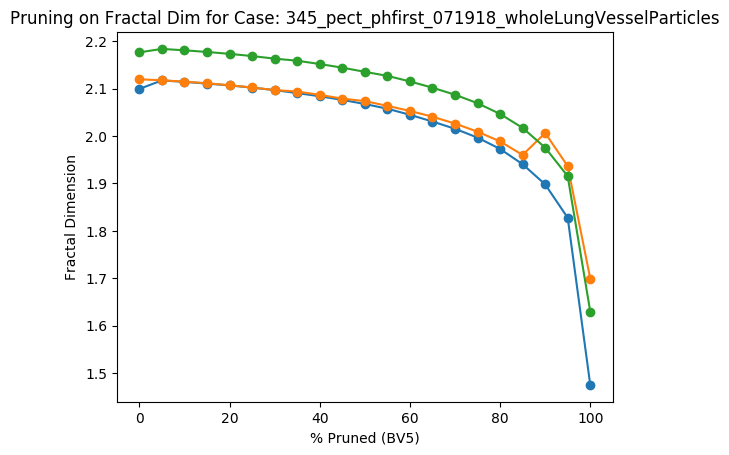 Pruning on Fractal Dim for Case: 345_pect_phfirst_071918_wholeLungVesselParticles
2.2
2.1
2.0
1.9
1.8
1.7
1.6
1.5
Fractal Dimension
0 20 40 60 80 100
% Pruned (BV5)